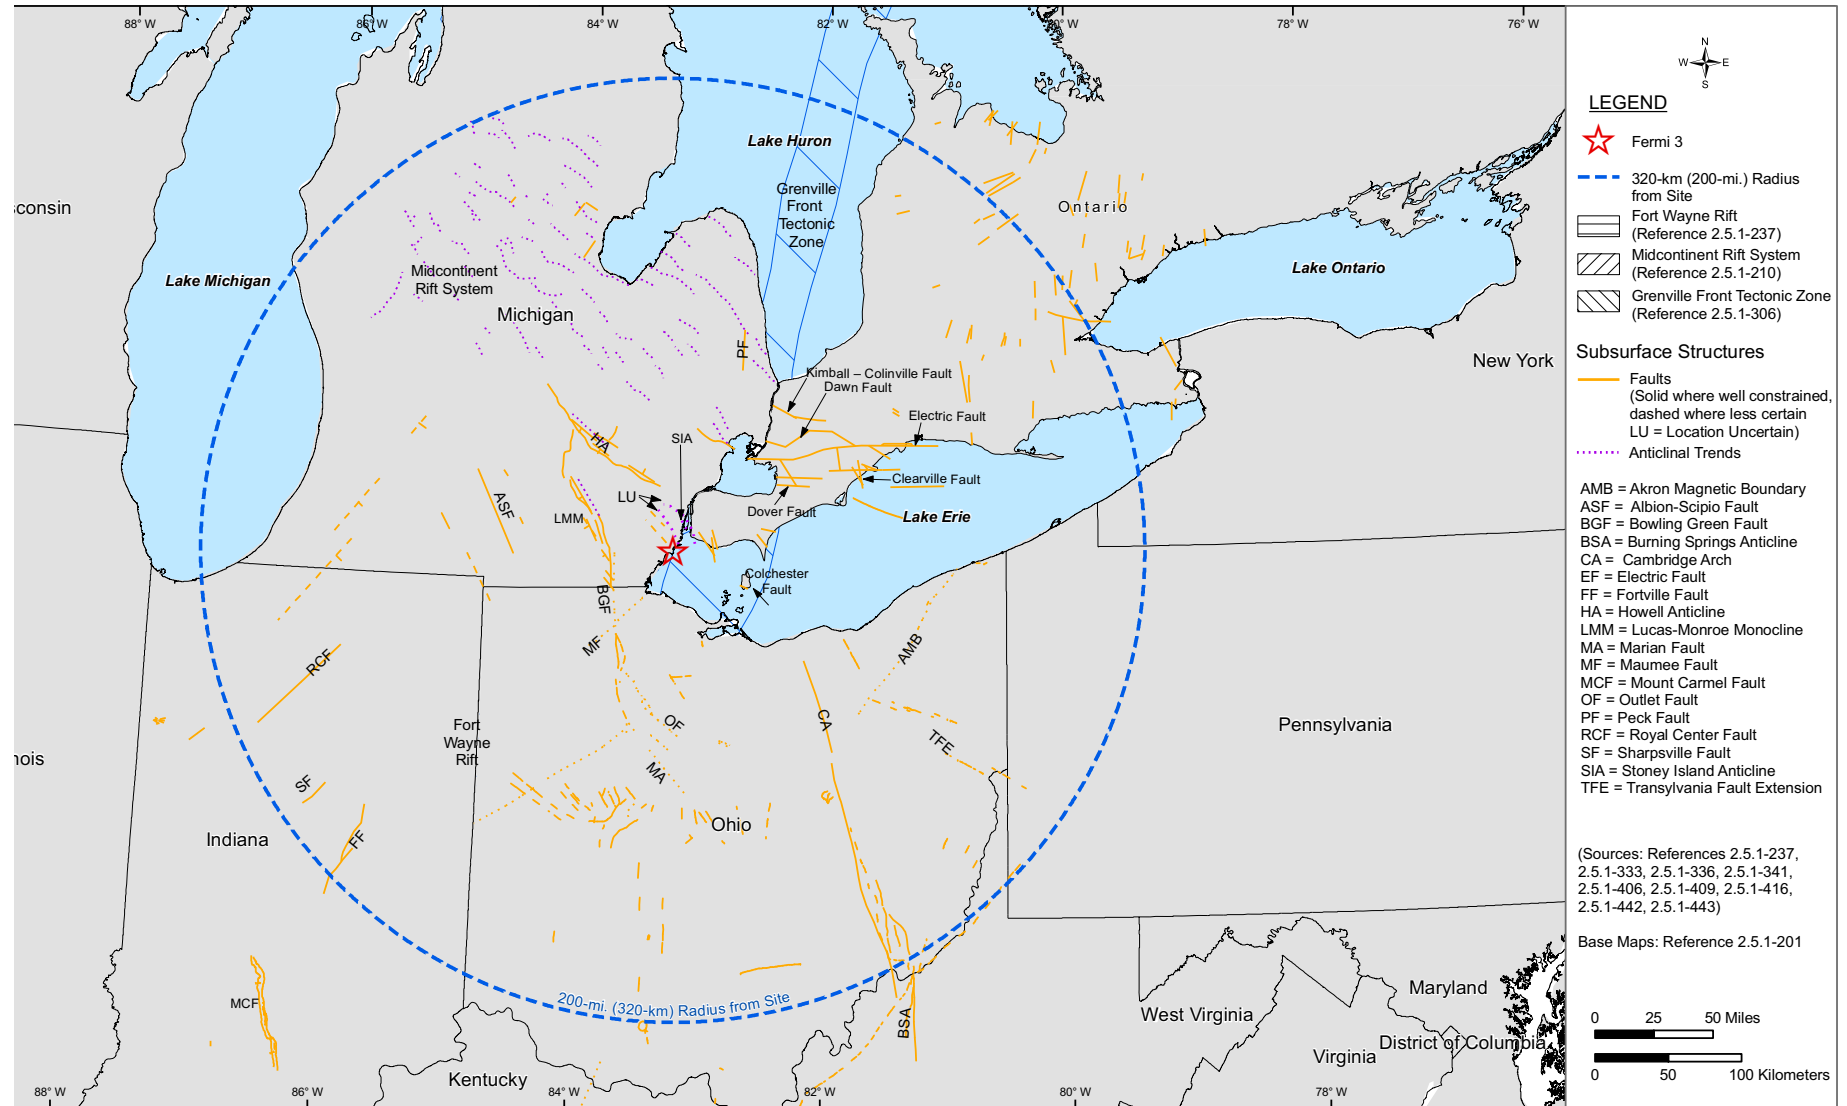 88° W
86° W
84° W
82° W
80° W
78° W
76° W
Lake Huron
Grenville
Front
Tectonic
Zone
Ontario
sconsin
Lake Michigan
Midcontinent
Rift System
Michigan
Lake Ontario
New York
PF
Kimball – Colinville Fault
Dawn Fault
Electric Fault
HA
SIA
Clearville Fault
LU
ASF
LMM
Dover Fault
Lake Erie
Colchester
Fault
BGF
MF
AMB
RCF
OF
CA
Fort
Wayne
Rift
TFE
Pennsylvania
nois
MA
SF
Ohio
Indiana
FF
MCF
200-mi. (320-km) Radius from Site
BSA
West Virginia
Maryland
Virginia
District of Columbia
Kentucky
88° W
86° W
84° W
82° W
80° W
78° W
N
W
E
S
LEGEND
Fermi 3
320-km (200-mi.) Radius
from Site
Fort Wayne Rift
(Reference 2.5.1-237)
Midcontinent Rift System
(Reference 2.5.1-210)
Grenville Front Tectonic Zone
(Reference 2.5.1-306)
Subsurface Structures
Faults
(Solid where well constrained,
dashed where less certain
LU = Location Uncertain)
Anticlinal Trends
AMB = Akron Magnetic Boundary
ASF = Albion-Scipio Fault
BGF = Bowling Green Fault
BSA = Burning Springs Anticline
CA = Cambridge Arch
EF = Electric Fault
FF = Fortville Fault
HA = Howell Anticline
LMM = Lucas-Monroe Monocline
MA = Marian Fault
MF = Maumee Fault
MCF = Mount Carmel Fault
OF = Outlet Fault
PF = Peck Fault
RCF = Royal Center Fault
SF = Sharpsville Fault
SIA = Stoney Island Anticline
TFE = Transylvania Fault Extension
(Sources: References 2.5.1-237,
2.5.1-333, 2.5.1-336, 2.5.1-341,
2.5.1-406, 2.5.1-409, 2.5.1-416,
2.5.1-442, 2.5.1-443)
Base Maps: Reference 2.5.1-201
0 25 50 Miles
0 50 100 Kilometers